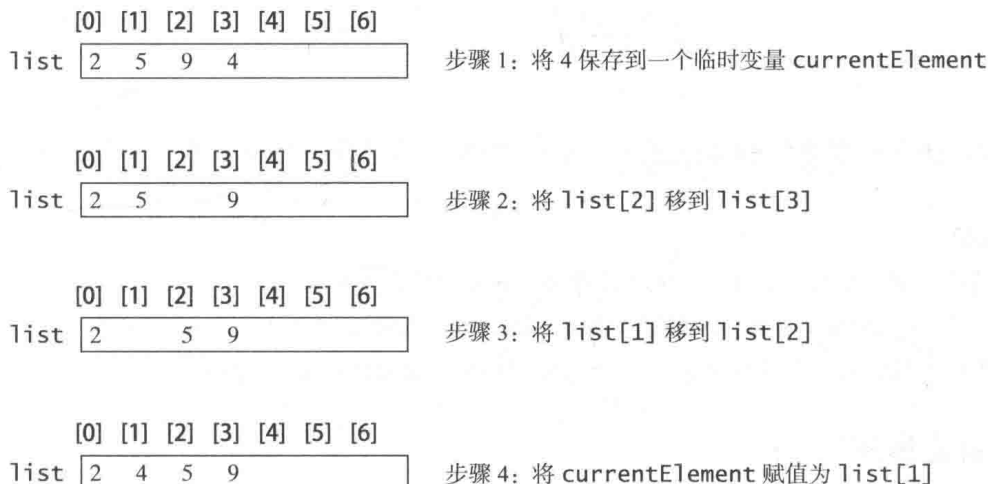 [0] [1] [2] [3] [4] [5] [6]
list 2 5 9 4 步骤 1：将 4 保存到一个临时变量 currentElement
[0] [1] [2] [3] [4] [5] [6]
list 2 5 9 步骤 2：将 list[2] 移到 list[3]
[0] [1] [2] [3] [4] [5] [6]
list 2 5 9 步骤 3：将 list[1] 移到 list[2]
[0] [1] [2] [3] [4] [5] [6]
list 2 4 5 9 步骤 4：将 currentElement 赋值为 list[1]